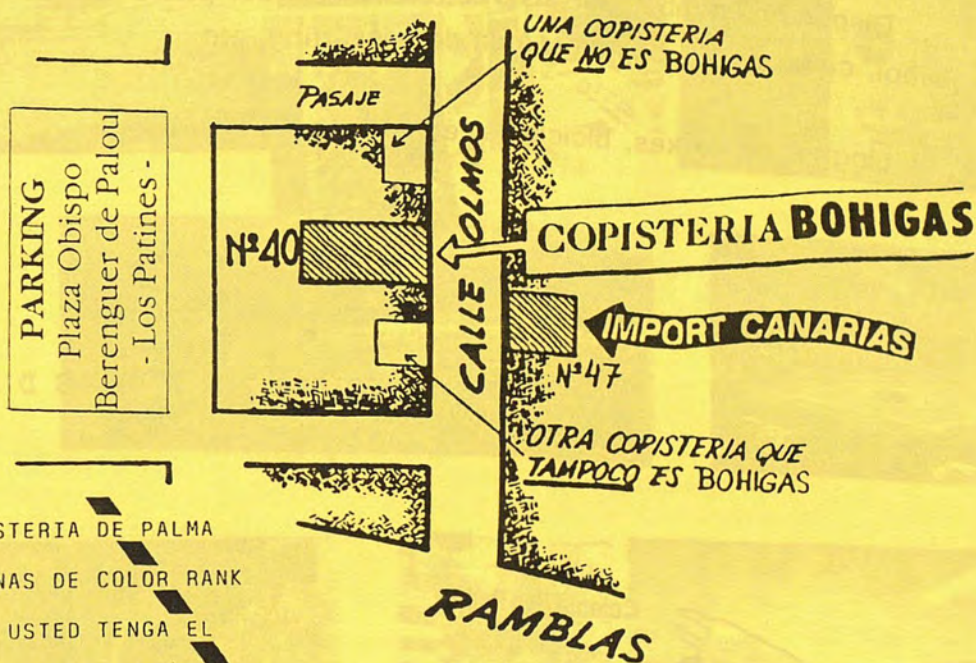 UNA COPISTERIA
QUE NO ES BOHIGAS
PASAJE
PARKING
Plaza Obispo
Berenguer de Palou
- Los Patines -
Nº40
CALLE OLMOS
COPISTERIA BOHIGAS
IMPORT CANARIAS
Nº47
OTRA COPISTERIA QUE
TAMPOCO ES BOHIGAS
STERIA DE PALMA
NAS DE COLOR RANK
USTED TENGA EL
RAMBLAS